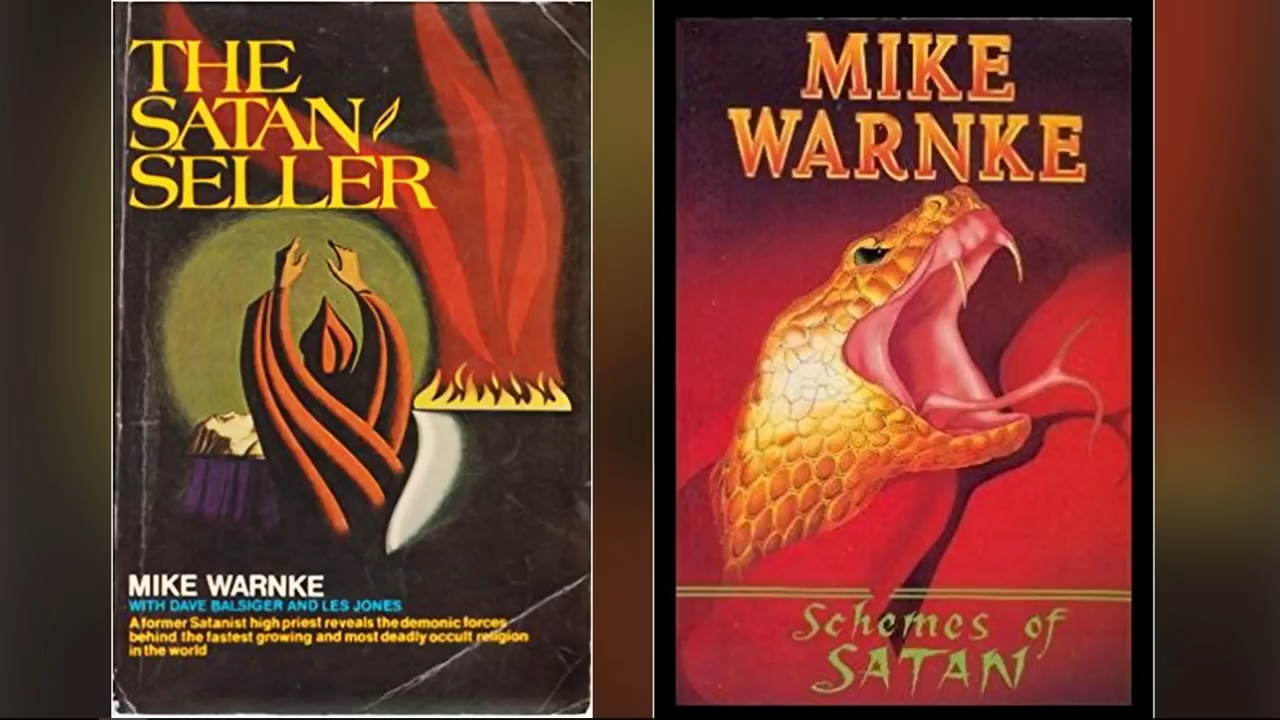 THE
SATAN
SELLER
MIKE WARNKE
WITH DAVE BALSIGER AND LES JONES
A former Satanist high priest reveals the demonic forces
behind the fastest growing and most deadly occult religion
in the world
MIKE
WARNKE
Schemes of
SATAN